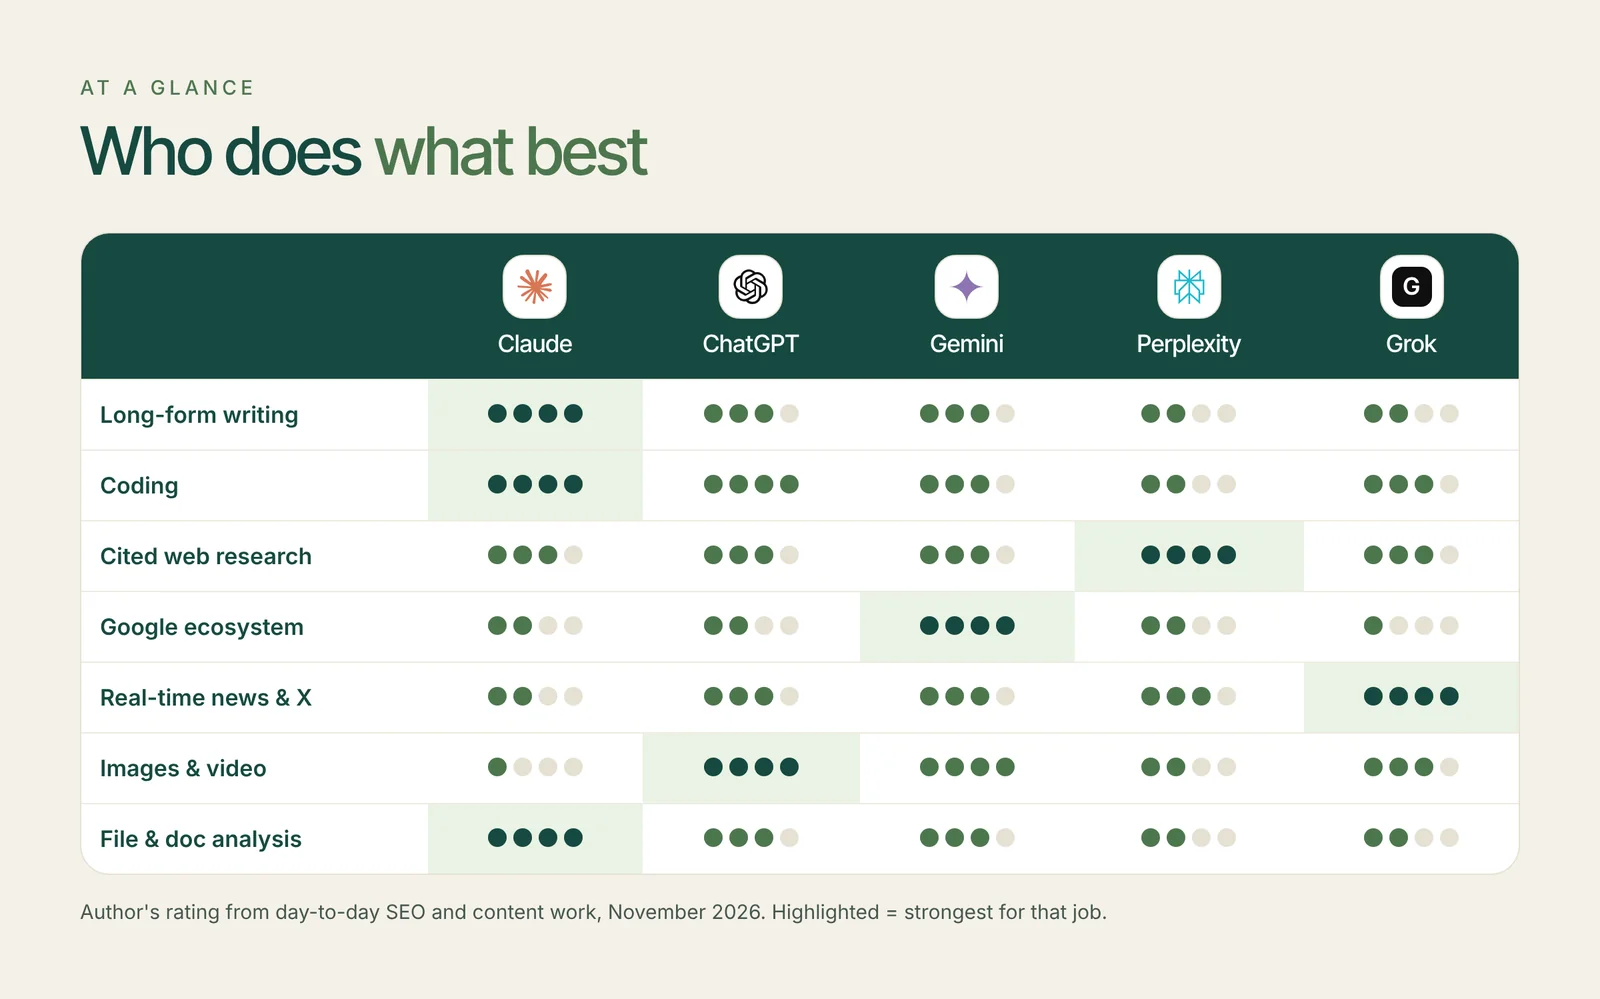 AT A GLANCE
Who does what best
Claude
ChatGPT
Gemini
Perplexity
G
Grok
Long-form writing
Coding
Cited web research
Google ecosystem
Real-time news & X
Images & video
File & doc analysis
Author's rating from day-to-day SEO and content work, November 2026. Highlighted = strongest for that job.